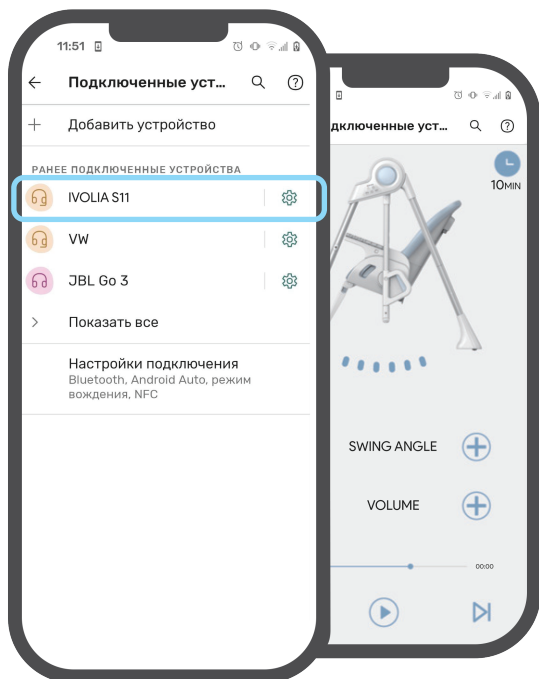 11:51
Подключенные уст...
Добавить устройство
РАНЕЕ ПОДКЛЮЧЕННЫЕ УСТРОЙСТВА
IVOLIA S11
VW
JBL Go 3
Показать все
Настройки подключения
Bluetooth, Android Auto, режим
вождения, NFC
дключенные уст...
10MIN
SWING ANGLE
VOLUME
00:00